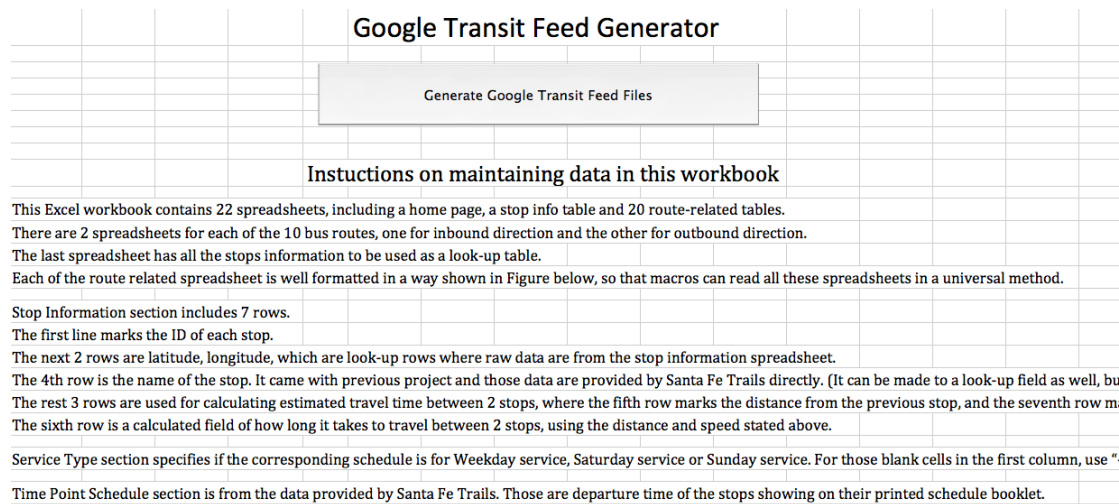 Google Transit Feed Generator
Generate Google Transit Feed Files
Instuctions on maintaining data in this workbook
This Excel workbook contains 22 spreadsheets, including a home page, a stop info table and 20 route-related tables.
There are 2 spreadsheets for each of the 10 bus routes, one for inbound direction and the other for outbound direction.
The last spreadsheet has all the stops information to be used as a look-up table.
Each of the route related spreadsheet is well formatted in a way shown in Figure below, so that macros can read all these spreadsheets in a universal method.
Stop Information section includes 7 rows.
The first line marks the ID of each stop.
The next 2 rows are latitude, longitude, which are look-up rows where raw data are from the stop information spreadsheet.
The 4th row is the name of the stop. It came with previous project and those data are provided by Santa Fe Trails directly. (It can be made to a look-up field as well, bu
The rest 3 rows are used for calculating estimated travel time between 2 stops, where the fifth row marks the distance from the previous stop, and the seventh row m
The sixth row is a calculated field of how long it takes to travel between 2 stops, using the distance and speed stated above.
Service Type section specifies if the corresponding schedule is for Weekday service, Saturday service or Sunday service. For those blank cells in the first column, use "
Time Point Schedule section is from the data provided by Santa Fe Trails. Those are departure time of the stops showing on their printed schedule booklet.